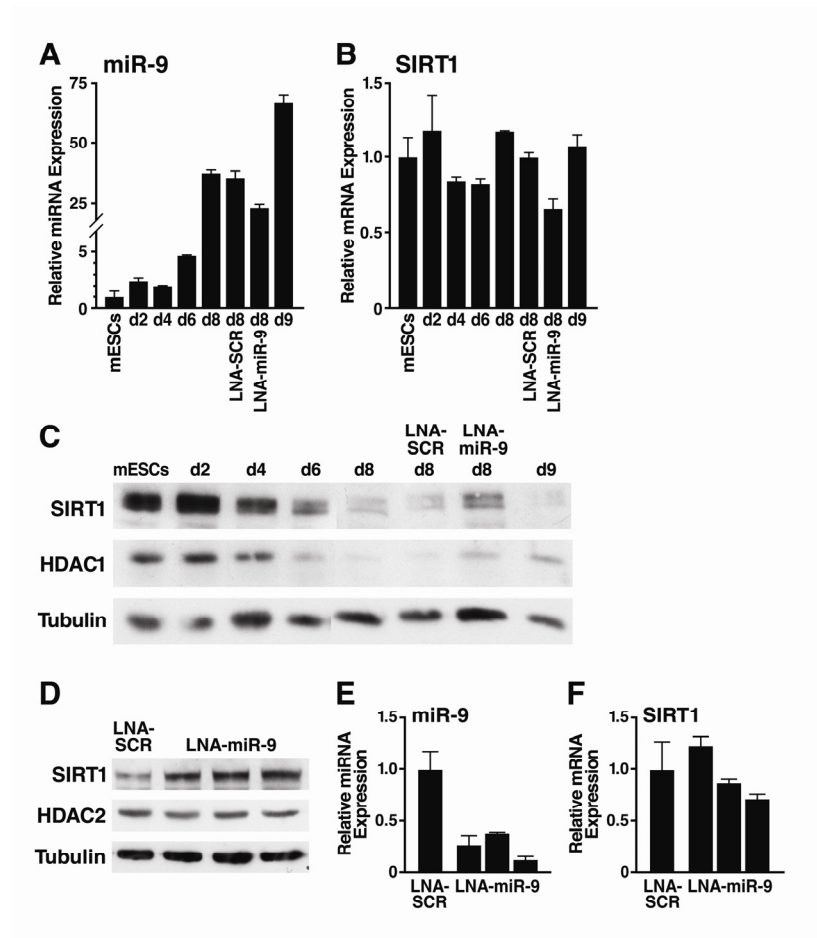 A
miR-9
Relative miRNA Expression
75
50
25
5
0
mESCs
d2
d4
d6
d8
d8
LNA-SCR
d8
LNA-miR-9
d9
B
SIRT1
Relative mRNA Expression
1.5
1.0
0.5
0
mESCs
d2
d4
d6
d8
d8
LNA-SCR
d8
LNA-miR-9
d9
C
LNA-
SCR
LNA-
miR-9
mESCs d2 d4 d6 d8 d8 d8 d9
SIRT1
HDAC1
Tubulin
D
LNA-
SCR
LNA-miR-9
SIRT1
HDAC2
Tubulin
E
miR-9
Relative miRNA
Expression
1.5
1.0
0.5
0
LNA-
SCR
LNA-miR-9
F
SIRT1
Relative mRNA
Expression
1.5
1.0
0.5
0
LNA-
SCR
LNA-miR-9